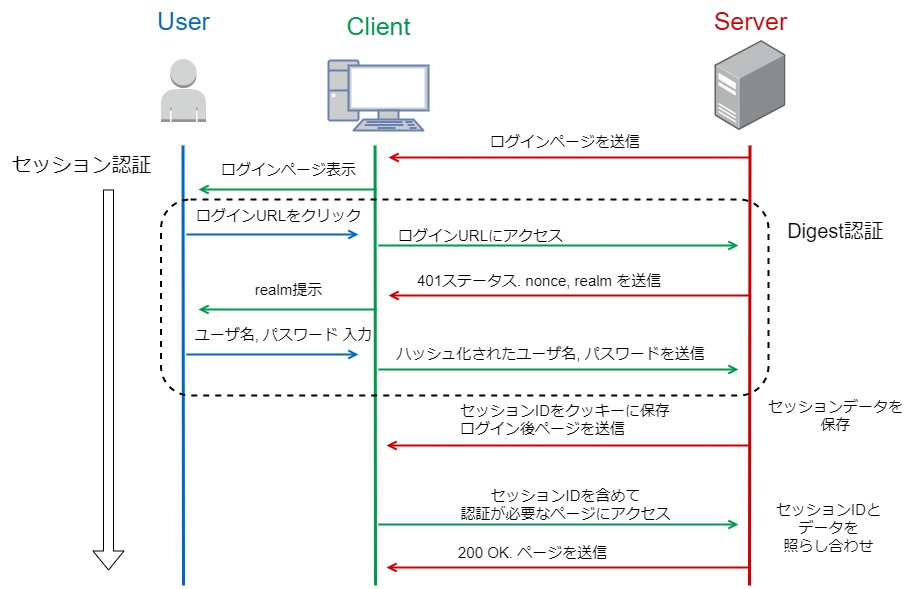 User
Client
Server
セッション認証
ログインページを送信
ログインページ表示
ログインURLをクリック
ログインURLにアクセス
Digest認証
401ステータス. nonce, realm を送信
realm提示
ユーザ名, パスワード 入力
ハッシュ化されたユーザ名, パスワードを送信
セッションIDをクッキーに保存
ログイン後ページを送信
セッションデータを
保存
セッションIDを含めて
認証が必要なページにアクセス
セッションIDと
データを
照らし合わせ
200 OK. ページを送信